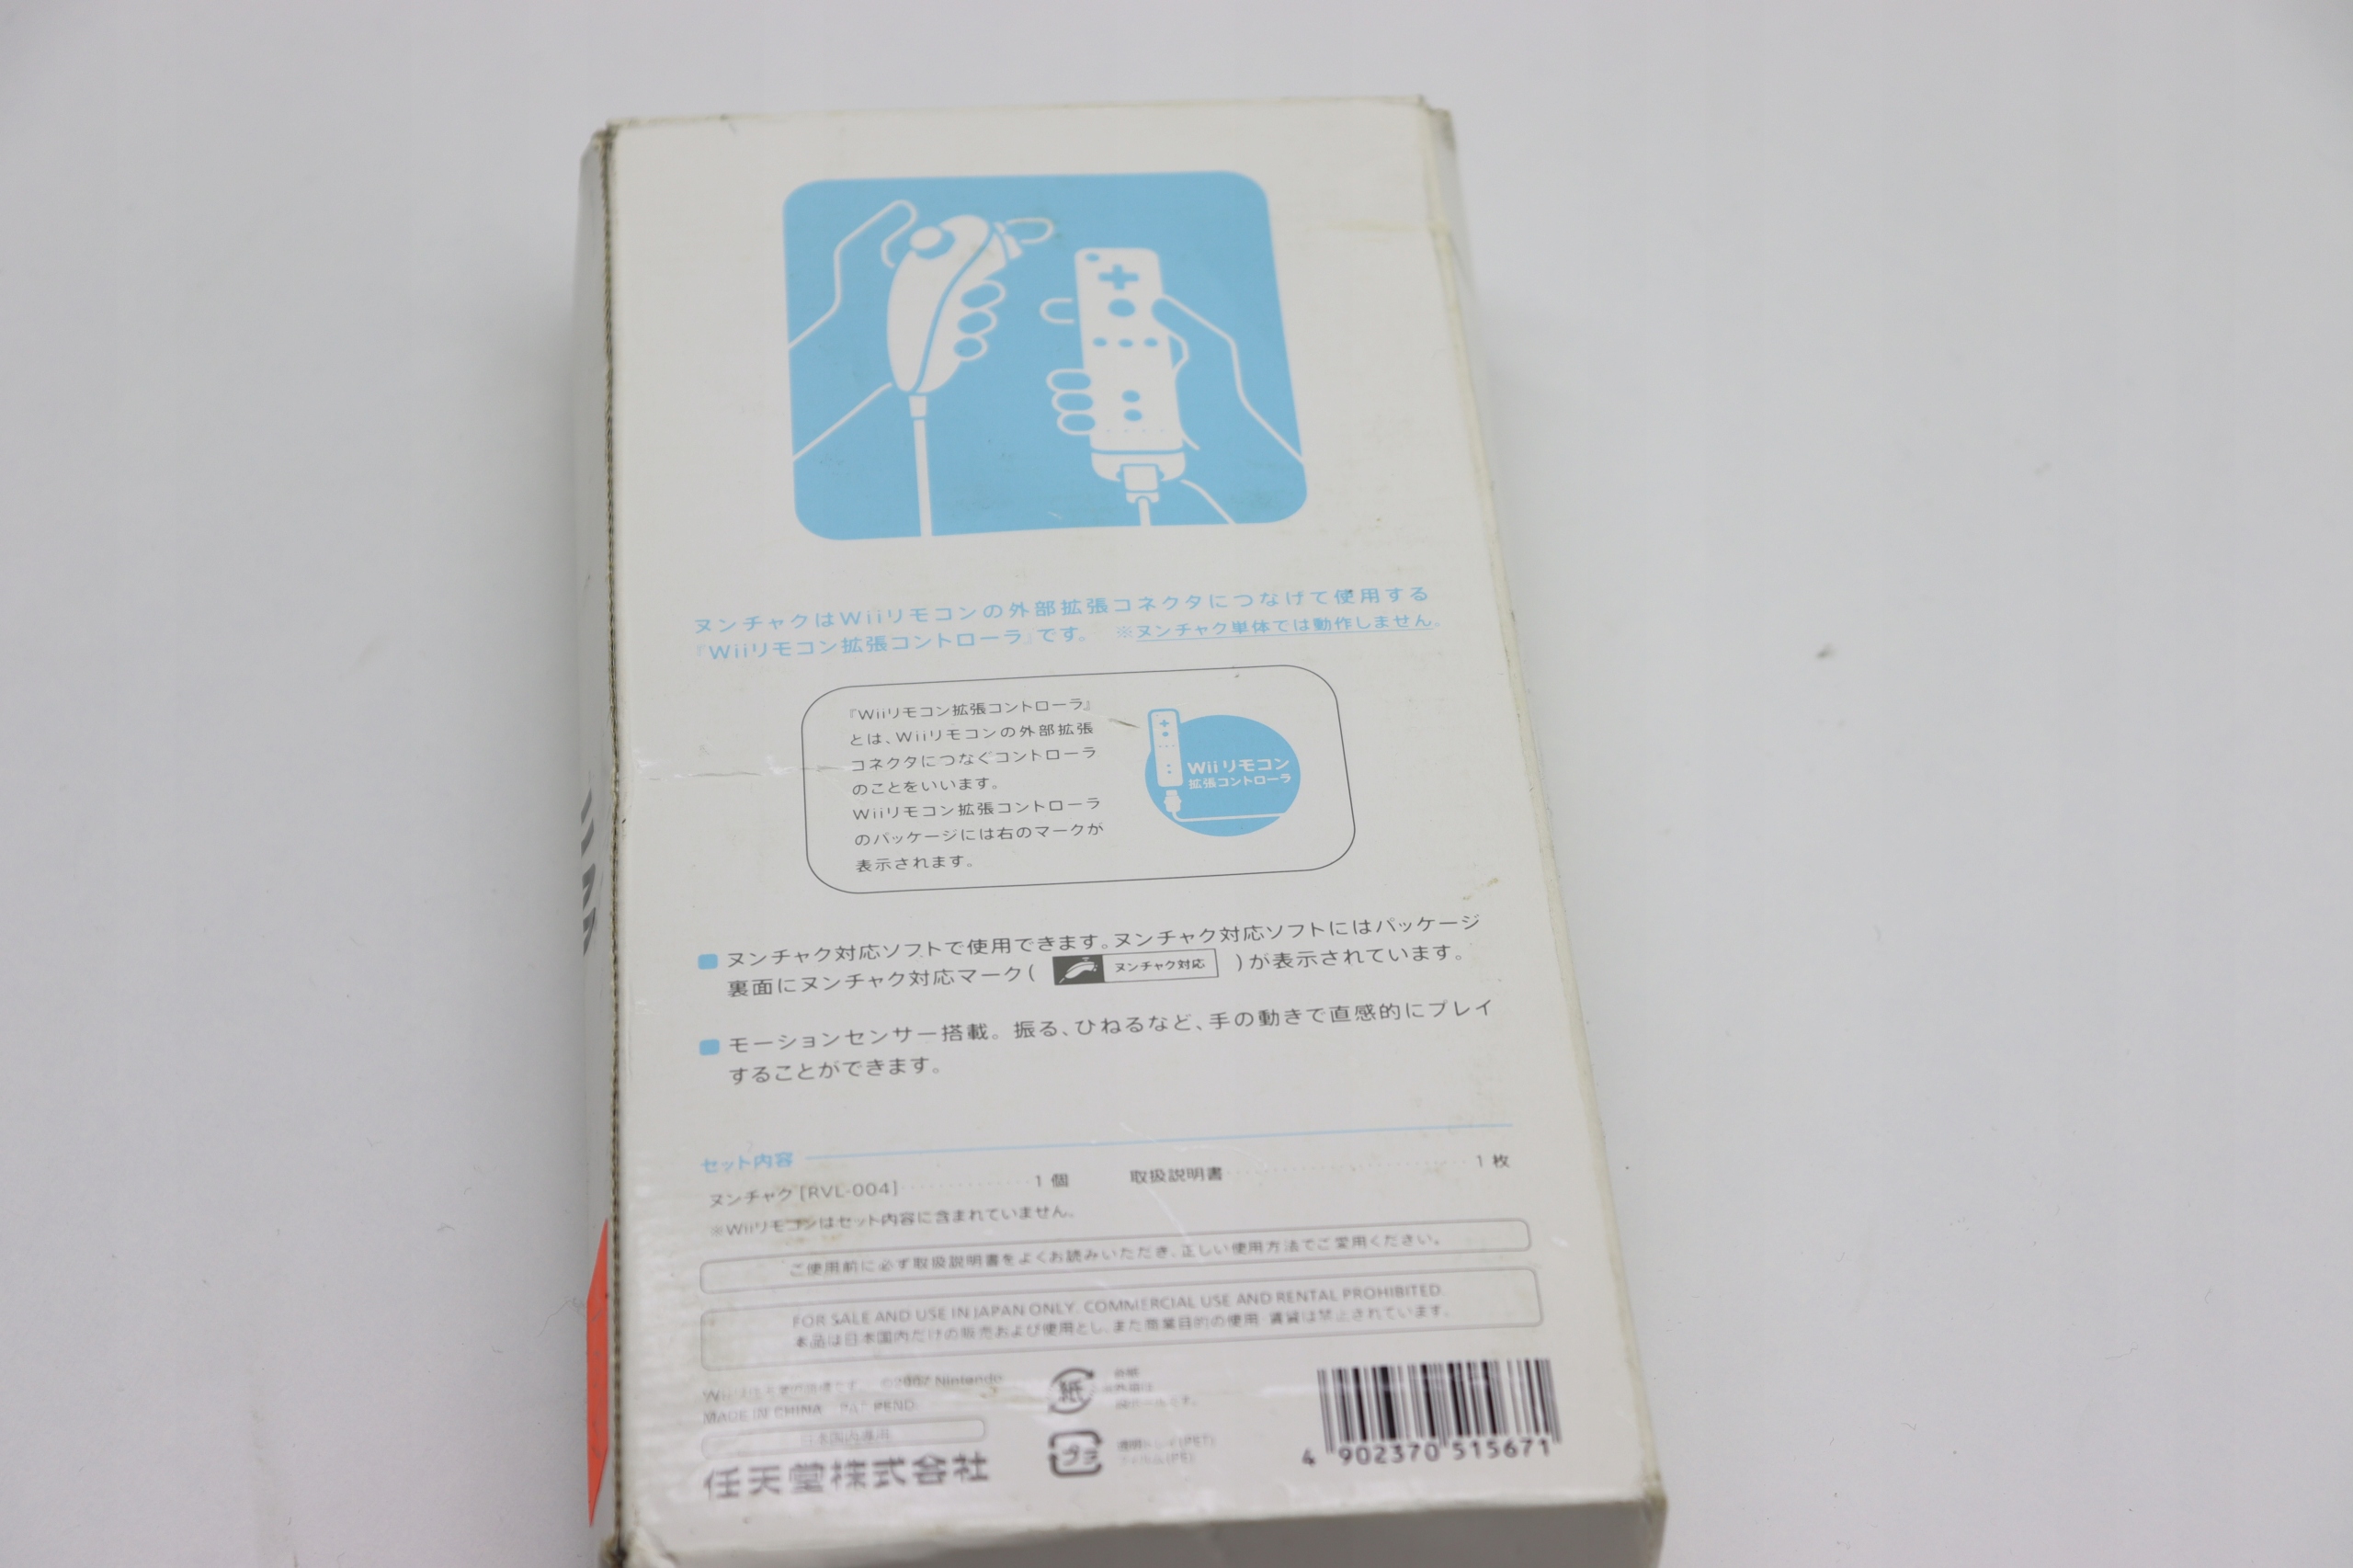 ヌンチャクはWiiリモコンの外部拡張コネクタにつなげて使用する
『Wiiリモコン拡張コントローラ』です。 ※ヌンチャク単体では動作しません。
『Wiiリモコン拡張コントローラ』
とは、Wiiリモコンの外部拡張
コネクタにつなぐコントローラ
のことをいいます。
Wiiリモコン拡張コントローラ
のパッケージには右のマークが
表示されます。
Wiiリモコン
拡張コントローラ
ヌンチャク対応ソフトで使用できます。ヌンチャク対応ソフトにはパッケージ
裏面にヌンチャク対応マーク( ヌンチャク対応 )が表示されています。
モーションセンサー搭載。振る、ひねるなど、手の動きで直感的にプレイ
することができます。
セット内容
ヌンチャク[RVL-004] 1個 取扱説明書 1枚
※Wiiリモコンはセット内容に含まれていません。
ご使用前に必ず取扱説明書をよくお読みいただき、正しい使用方法でご愛用ください。
FOR SALE AND USE IN JAPAN ONLY. COMMERCIAL USE AND RENTAL PROHIBITED.
本品は日本国内だけの販売および使用とし、また商業目的の使用・賃貸は禁止されています。
©2007 Nintendo
MADE IN CHINA PAT. PEND.
日本国内専用
任天堂株式会社
紙
プラ
4 902370 515671